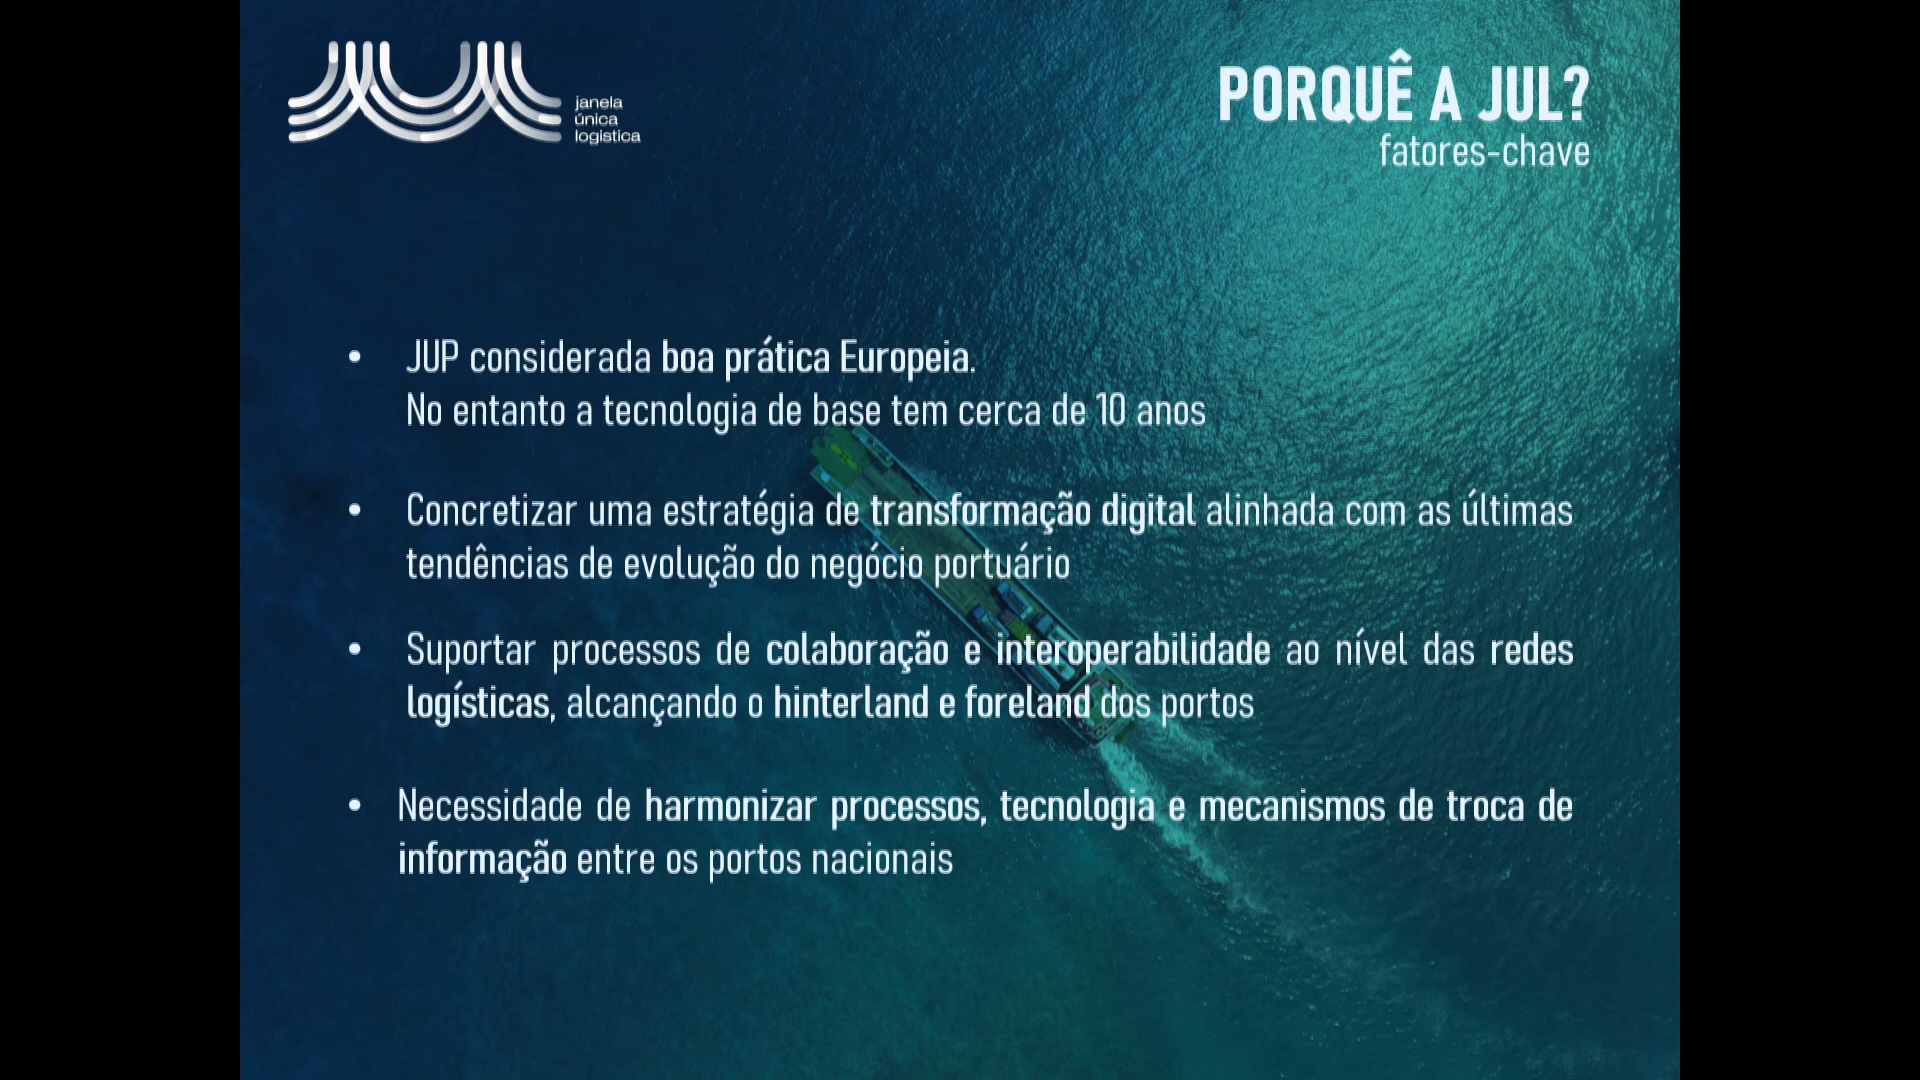 JUL
janela
única
logistica
PORQUÊ A JUL?
fatores-chave
• JUP considerada boa prática Europeia.
No entanto a tecnologia de base tem cerca de 10 anos
• Concretizar uma estratégia de transformação digital alinhada com as últimas
tendências de evolução do negócio portuário
• Suportar processos de colaboração e interoperabilidade ao nível das redes
logísticas, alcançando o hinterland e foreland dos portos
• Necessidade de harmonizar processos, tecnologia e mecanismos de troca de
informação entre os portos nacionais